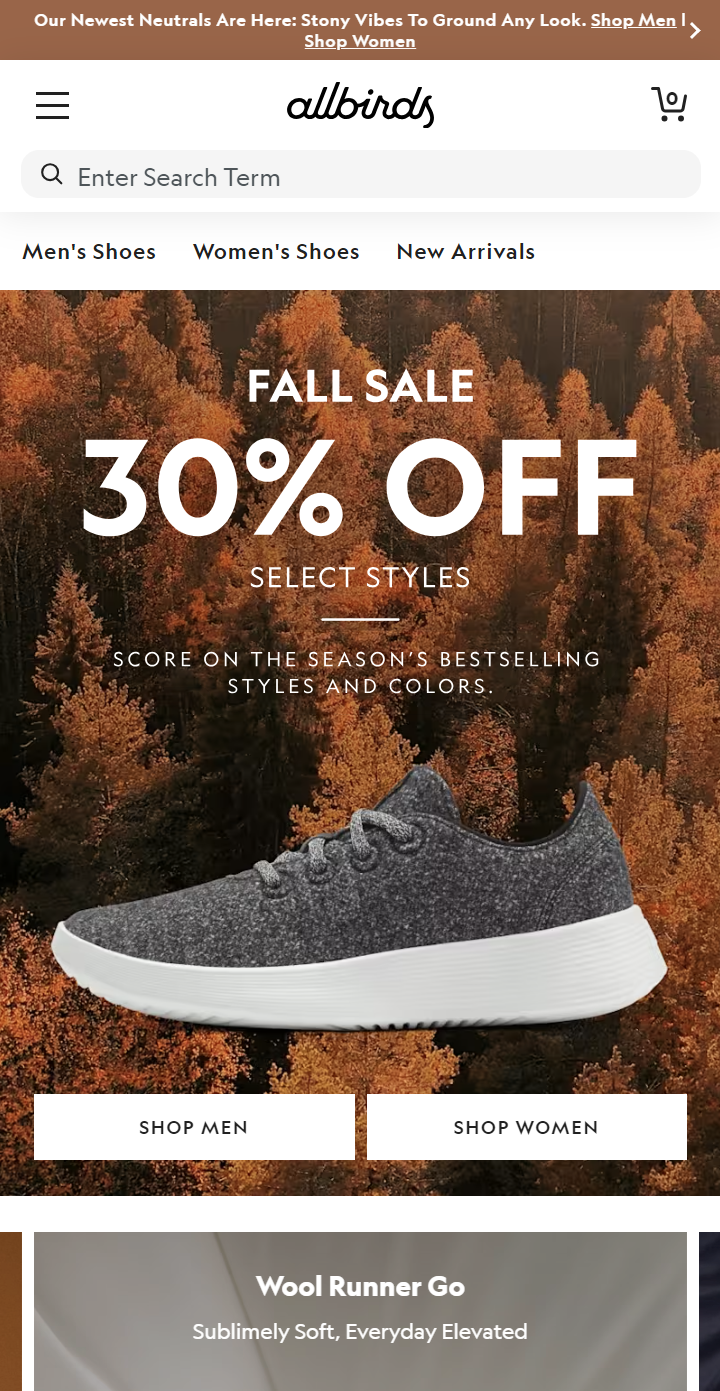 Our Newest Neutrals Are Here: Stony Vibes To Ground Any Look. Shop Men |
Shop Women
allbirds
0
Enter Search Term
Men's Shoes Women's Shoes New Arrivals
FALL SALE
30% OFF
SELECT STYLES
SCORE ON THE SEASON’S BESTSELLING
STYLES AND COLORS.
SHOP MEN SHOP WOMEN
Wool Runner Go
Sublimely Soft, Everyday Elevated